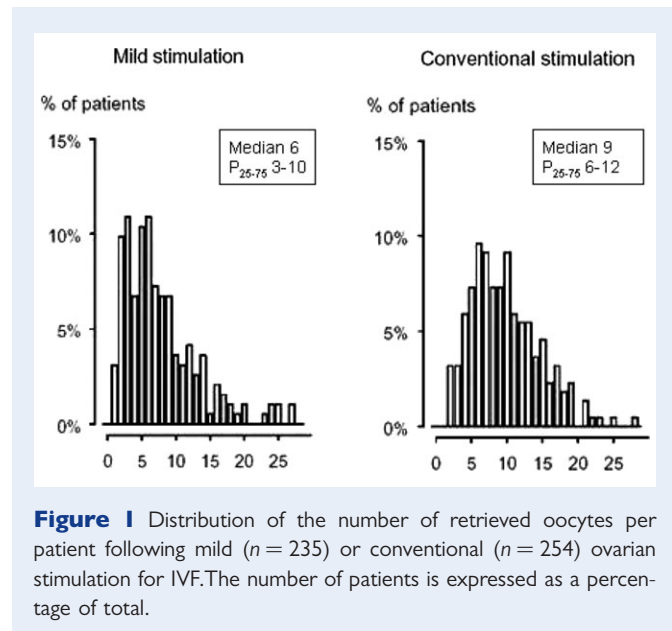 Mild stimulation
% of patients
15%
10%
5%
0%
Median 6
P25-75 3-10
0 5 10 15 20 25
Conventional stimulation
% of patients
15%
10%
5%
0%
Median 9
P25-75 6-12
0 5 10 15 20 25
Figure 1 Distribution of the number of retrieved oocytes per
patient following mild (n = 235) or conventional (n = 254) ovarian
stimulation for IVF.The number of patients is expressed as a percen-
tage of total.